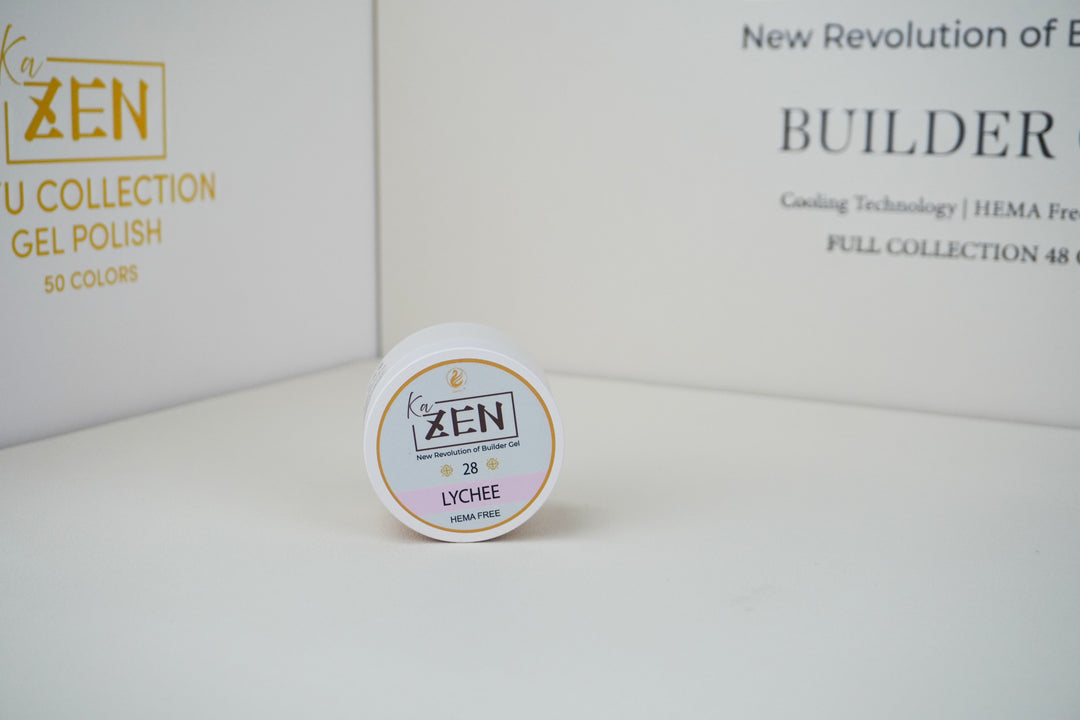 Ka
ZEN
U COLLECTION
GEL POLISH
50 COLORS
New Revolution of
BUILDER
Cooling Technology | HEMA Free
FULL COLLECTION 48
Ka
ZEN
New Revolution of Builder Gel
28
LYCHEE
HEMA FREE